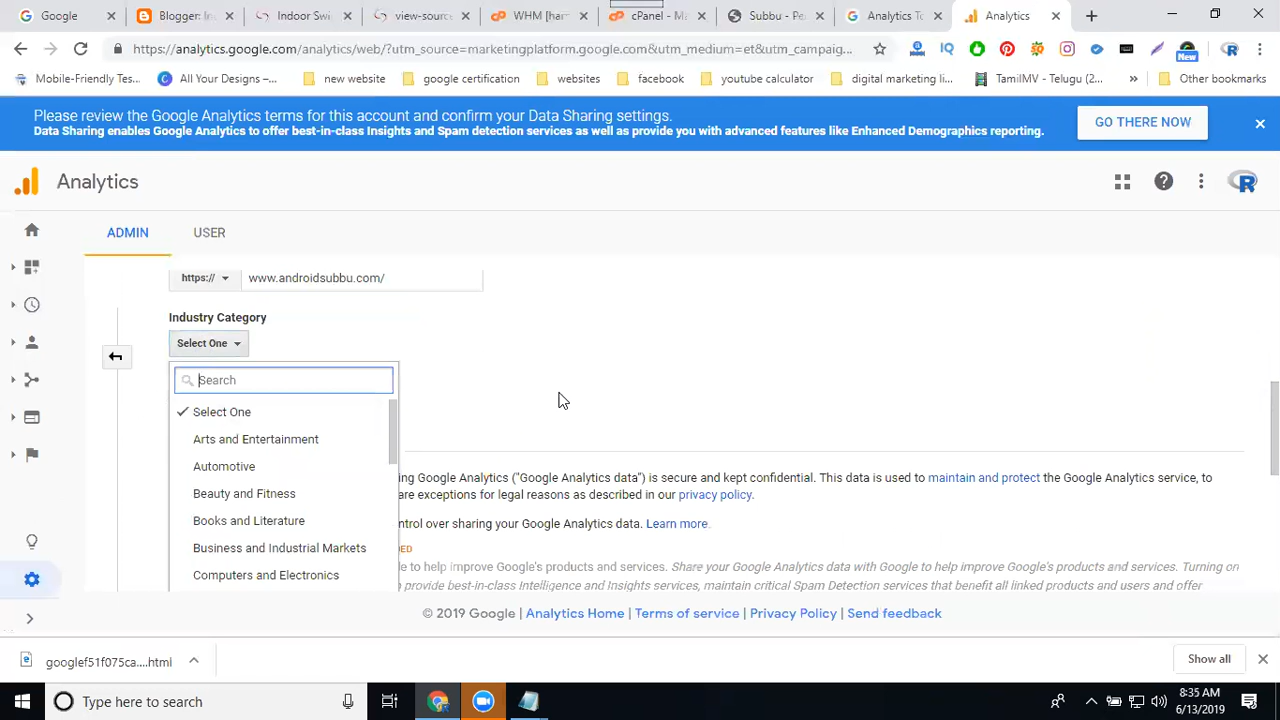 Google
Blogger: In
Indoor Swi
view-source
WHM [har
cPanel - Ma
Subbu - Pe
Analytics To
Analytics
https://analytics.google.com/analytics/web/?utm_source=marketingplatform.google.com&utm_medium=et&utm_campaig...
New
Mobile-Friendly Tes...
All Your Designs –...
new website
google certification
websites
facebook
youtube calculator
digital marketing li...
TamilMV - Telugu (2...
Other bookmarks
Please review the Google Analytics terms for this account and confirm your Data Sharing settings.
Data Sharing enables Google Analytics to offer best-in-class Insights and Spam detection services as well as provide you with advanced features like Enhanced Demographics reporting.
GO THERE NOW
Analytics
ADMIN
USER
https://
www.androidsubbu.com/
Industry Category
Select One
Search
Select One
Arts and Entertainment
Automotive
Beauty and Fitness
Books and Literature
Business and Industrial Markets
Computers and Electronics
ing Google Analytics ("Google Analytics data") is secure and kept confidential. This data is used to maintain and protect the Google Analytics service, to
are exceptions for legal reasons as described in our privacy policy.
ntrol over sharing your Google Analytics data. Learn more.
ED
le to help improve Google's products and services. Share your Google Analytics data with Google to help improve Google's products and services. Turning on
provide best-in-class Intelligence and Insights services, maintain critical Spam Detection services that benefit all linked products and users and offer
© 2019 Google | Analytics Home | Terms of service | Privacy Policy | Send feedback
googlef51f075ca....html
Show all
Type here to search
8:35 AM
6/13/2019